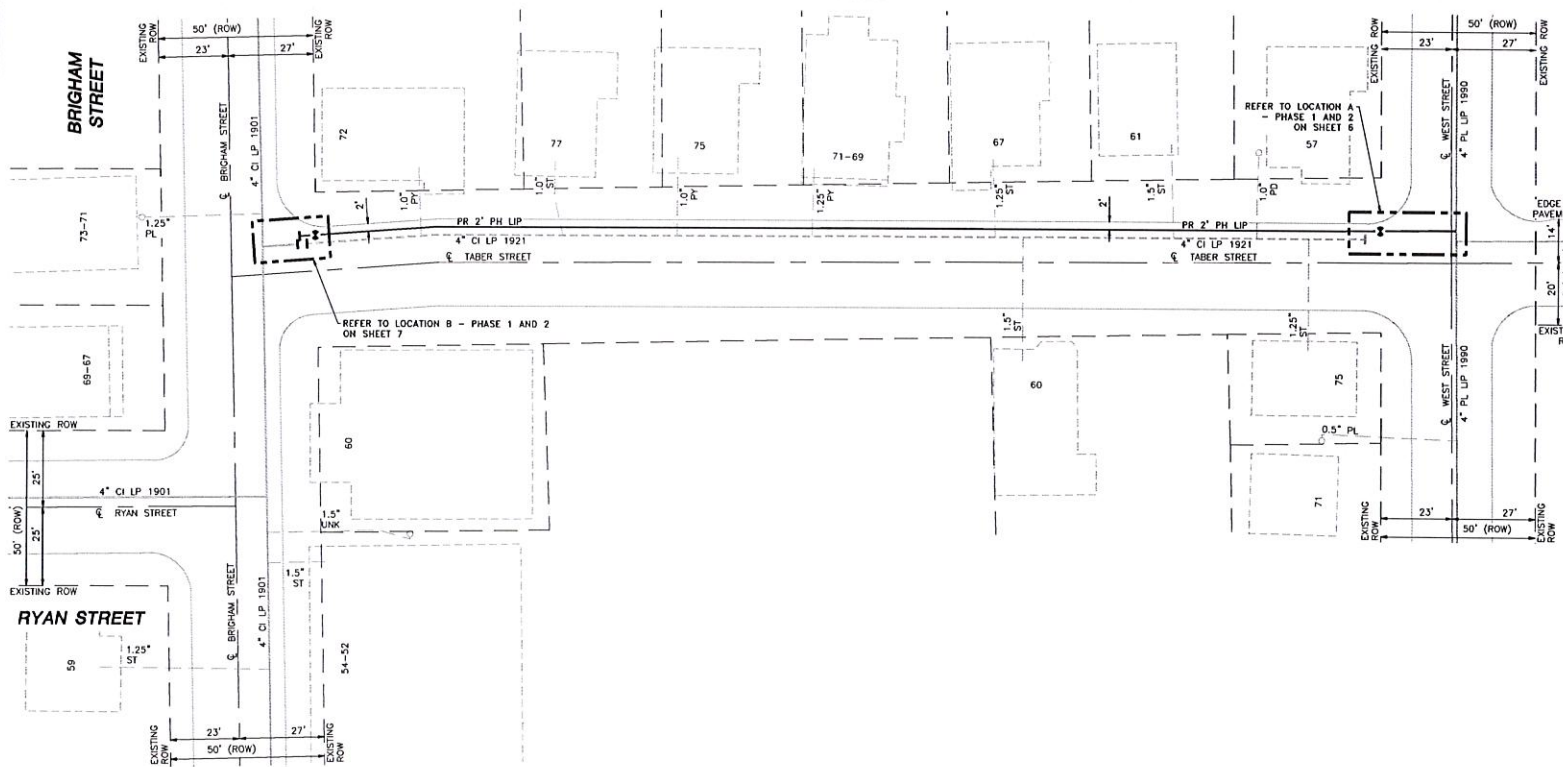 50' (ROW)
23'
27'
EXISTING
ROW
EXISTING
ROW
BRIGHAM
STREET
℄ BRIGHAM STREET
4" CI LP 1901
72
77
75
71-69
67
61
57
REFER TO LOCATION A
- PHASE 1 AND 2
ON SHEET 6
50' (ROW)
23'
27'
EXISTING
ROW
EXISTING ROW
℄ WEST STREET
4" PL LIP 1990
73-71
1.25"
PL
1.0"
PY
2'
1.0"
ST
1.0"
PY
1.25"
PY
1.25"
ST
2'
1.5"
ST
1.0"
PD
PR 2' PH LIP
4" CI LP 1921
℄ TABER STREET
PR 2' PH LIP
4" CI LP 1921
℄ TABER STREET
EDGE
PAVEM
14'
20'
EXIST
R
REFER TO LOCATION B - PHASE 1 AND 2
ON SHEET 7
69-67
60
1.5"
ST
60
1.25"
ST
75
0.5" PL
71
℄ WEST STREET
4" PL LIP 1990
EXISTING ROW
25'
50' (ROW)
25'
4" CI LP 1901
℄ RYAN STREET
EXISTING ROW
RYAN STREET
1.5"
UNK
1.5"
ST
℄ BRIGHAM STREET
4" CI LP 1901
59
1.25"
ST
54-52
23'
27'
50' (ROW)
EXISTING
ROW
EXISTING
ROW
23'
27'
50' (ROW)
EXISTING
ROW
EXISTING
ROW